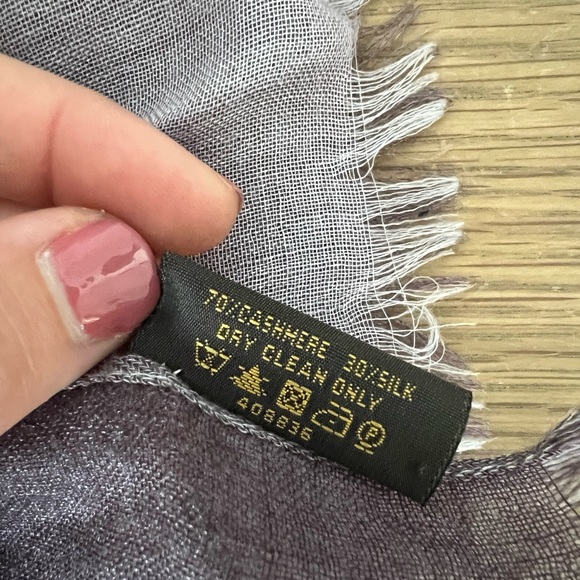 70%CASHMERE 30%SILK
DRY CLEAN ONLY
P
408836